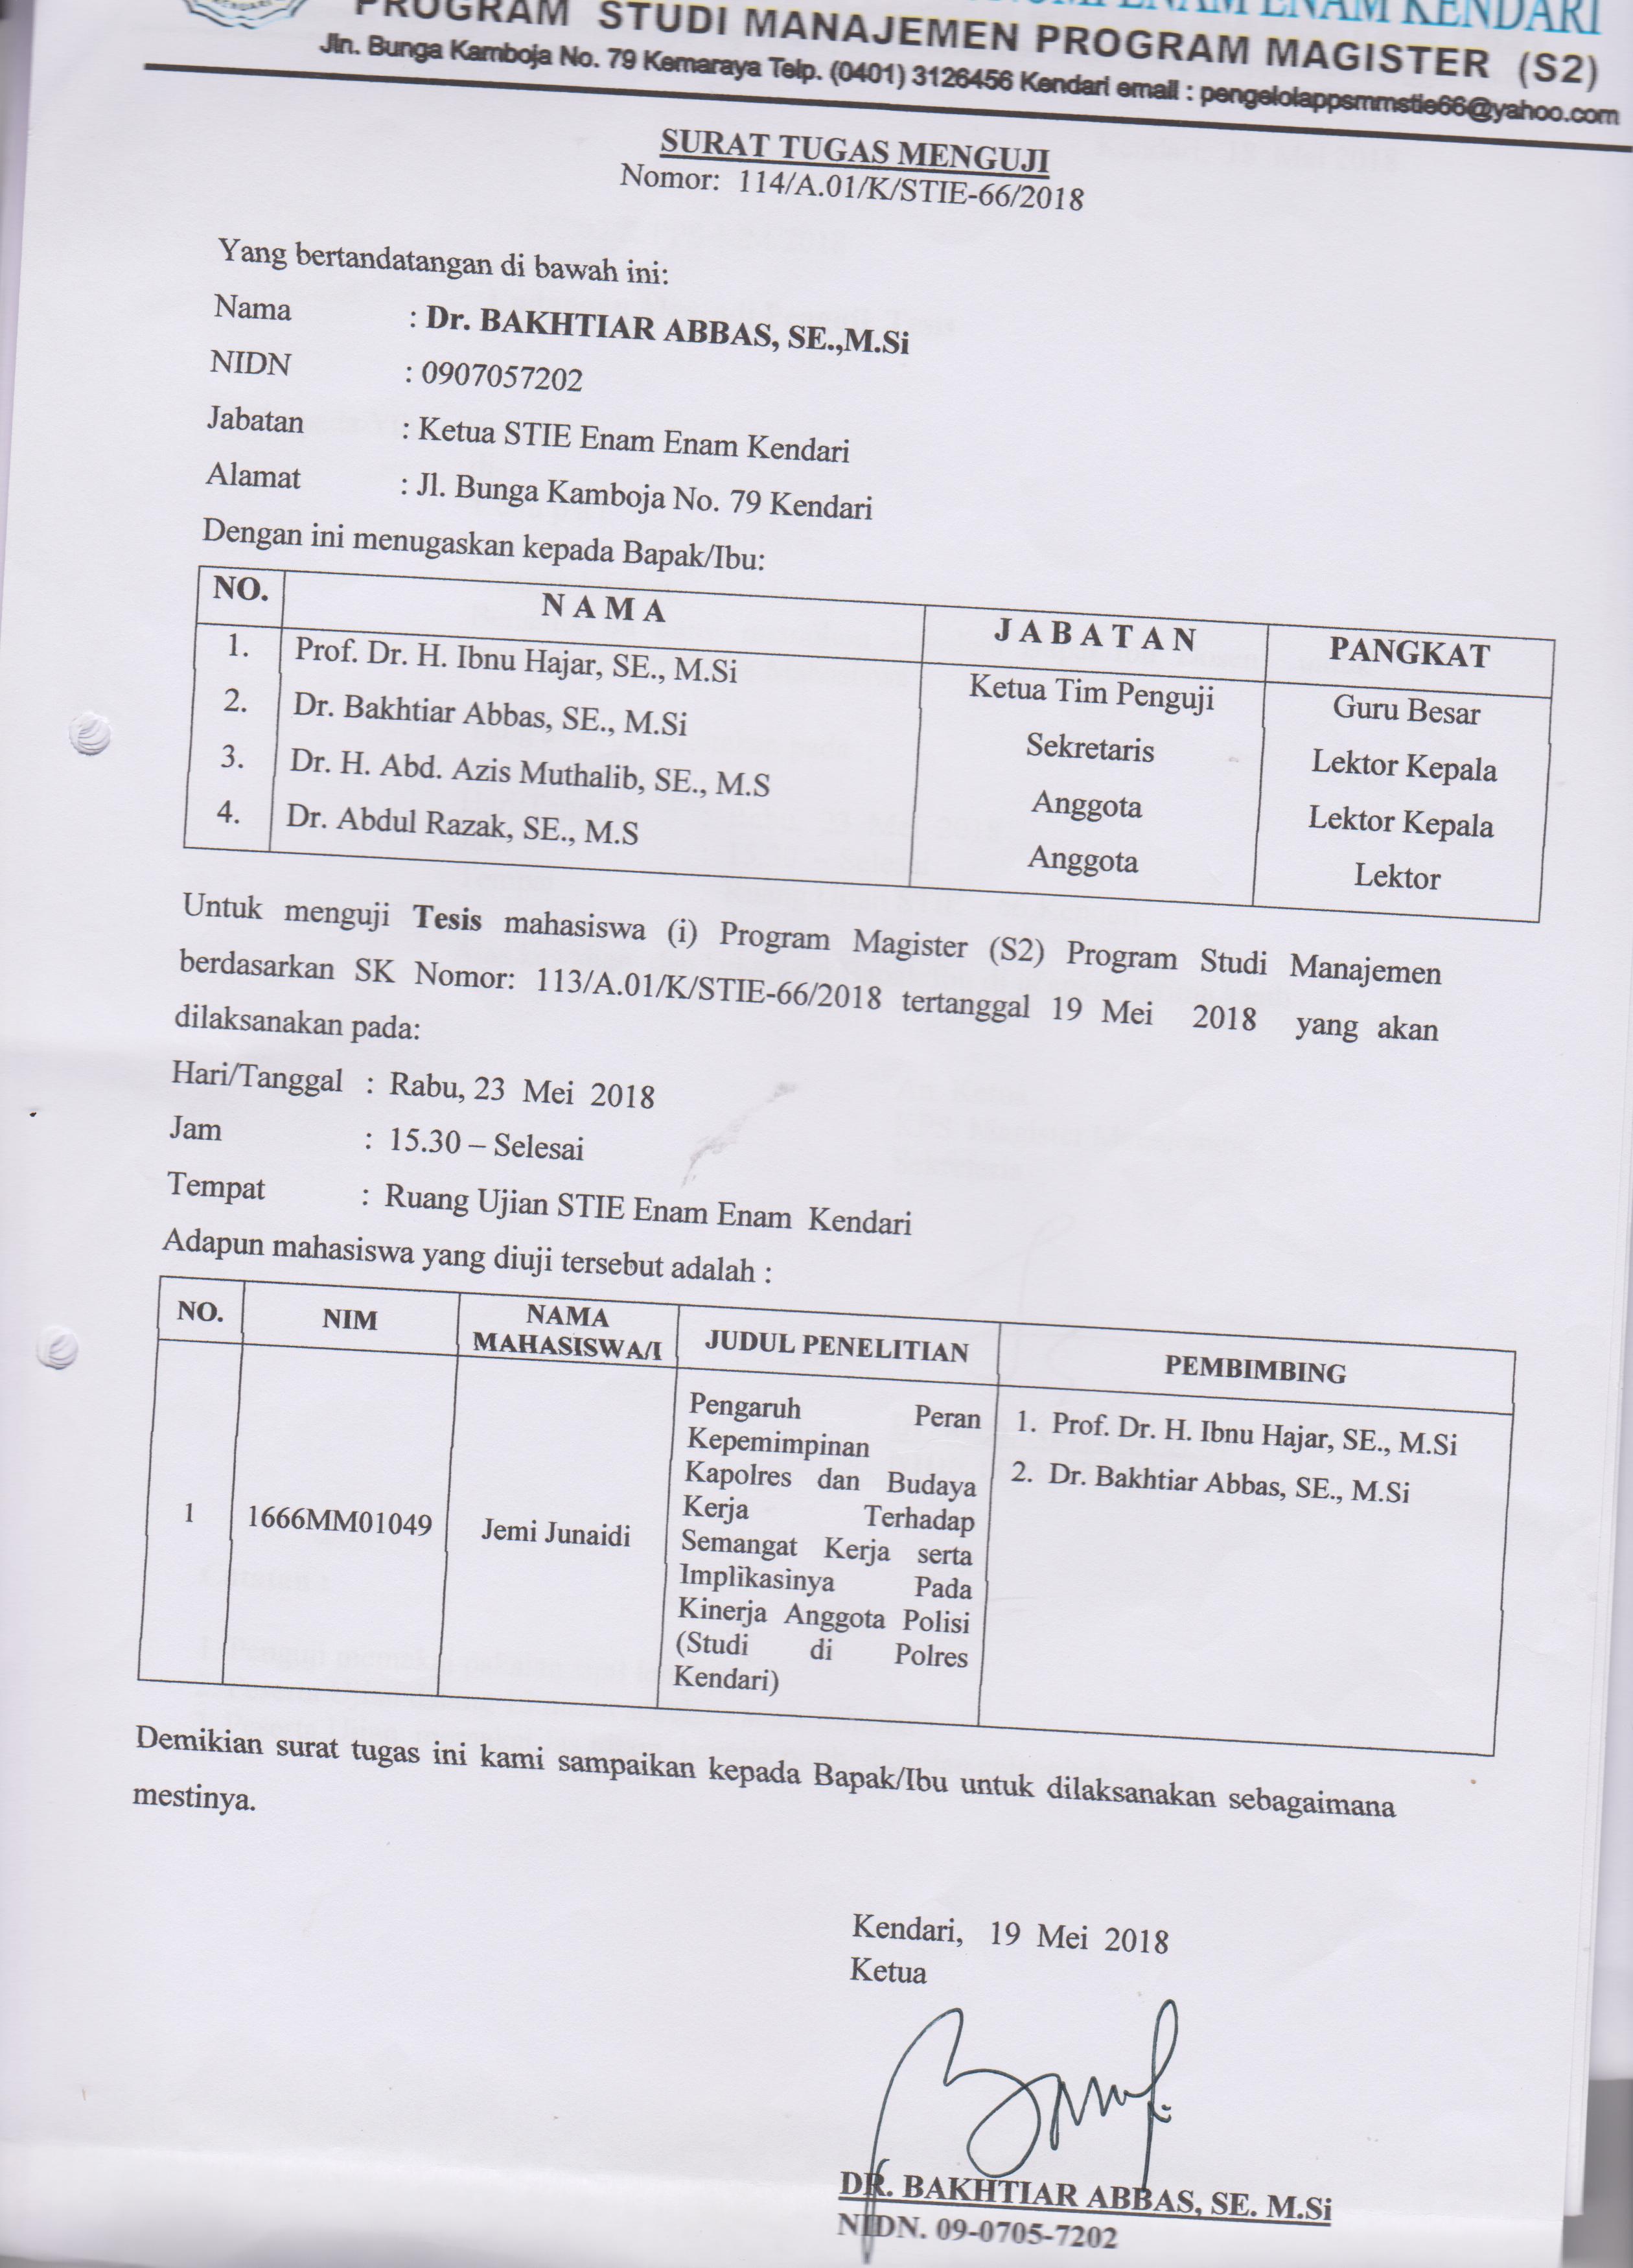 ENAM ENAM KENDARI
PROGRAM STUDI MANAJEMEN PROGRAM MAGISTER (S2)
Jln. Bunga Kamboja No. 79 Kemaraya Telp. (0401) 3126456 Kendari email : pengelolappsmmstie66@yahoo.com
SURAT TUGAS MENGUJI
Nomor: 114/A.01/K/STIE-66/2018
Yang bertandatangan di bawah ini:
Nama : Dr. BAKHTIAR ABBAS, SE.,M.Si
NIDN : 0907057202
Jabatan : Ketua STIE Enam Enam Kendari
Alamat : Jl. Bunga Kamboja No. 79 Kendari
Dengan ini menugaskan kepada Bapak/Ibu:
NO. N A M A J A B A T A N PANGKAT
1. Prof. Dr. H. Ibnu Hajar, SE., M.Si Ketua Tim Penguji Guru Besar
2. Dr. Bakhtiar Abbas, SE., M.Si Sekretaris Lektor Kepala
3. Dr. H. Abd. Azis Muthalib, SE., M.S Anggota Lektor Kepala
4. Dr. Abdul Razak, SE., M.S Anggota Lektor
Untuk menguji Tesis mahasiswa (i) Program Magister (S2) Program Studi Manajemen
berdasarkan SK Nomor: 113/A.01/K/STIE-66/2018 tertanggal 19 Mei 2018 yang akan
dilaksanakan pada:
Hari/Tanggal : Rabu, 23 Mei 2018
Jam : 15.30 – Selesai
Tempat : Ruang Ujian STIE Enam Enam Kendari
Adapun mahasiswa yang diuji tersebut adalah :
NO. NIM NAMA MAHASISWA/I JUDUL PENELITIAN PEMBIMBING
1 1666MM01049 Jemi Junaidi
Pengaruh Peran
Kepemimpinan
Kapolres dan Budaya
Kerja Terhadap
Semangat Kerja serta
Implikasinya Pada
Kinerja Anggota Polisi
(Studi di Polres
Kendari)
1. Prof. Dr. H. Ibnu Hajar, SE., M.Si
2. Dr. Bakhtiar Abbas, SE., M.Si
Demikian surat tugas ini kami sampaikan kepada Bapak/Ibu untuk dilaksanakan sebagaimana
mestinya.
Kendari, 19 Mei 2018
Ketua
DR. BAKHTIAR ABBAS, SE. M.Si
NIDN. 09-0705-7202